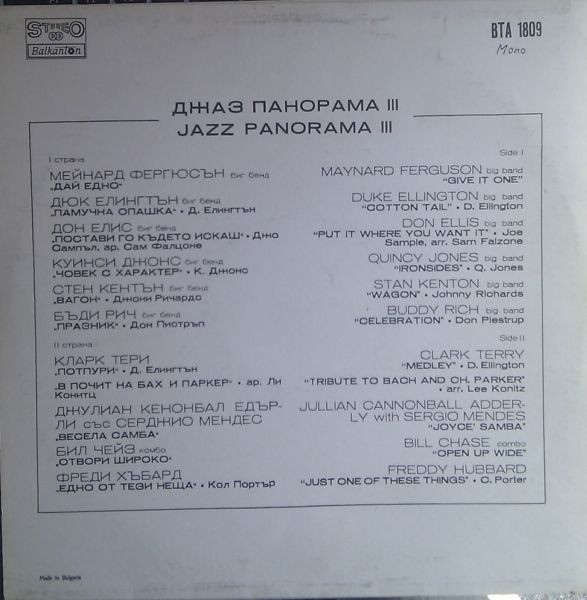 STEREO
Balkanton
BTA 1809
Mono
ДЖАЗ ПАНОРАМА III
JAZZ PANORAMA III
I страна
МЕЙНАРД ФЕРГЮСЪН биг бенд
„ДАЙ ЕДНО“
ДЮК ЕЛИНГТЪН биг бенд
„ПАМУЧНА ОПАШКА“ • Д. Елингтън
ДОН ЕЛИС биг бенд
„ПОСТАВИ ГО КЪДЕТО ИСКАШ“ • Джо
Сампъл, ар. Сам Фалцоне
КУИНСИ ДЖОНС биг бенд
„ЧОВЕК С ХАРАКТЕР“ • К. Джонс
СТЕН КЕНТЪН биг бенд
„ВАГОН“ • Джони Ричардс
БЪДИ РИЧ биг бенд
„ПРАЗНИК“ • Дон Пиотръп
II страна
КЛАРК ТЕРИ
„ПОТПУРИ“ • Д. Елингтън
„В ПОЧИТ НА БАХ И ПАРКЕР“ • ар. Ли
Конитц
ДЖУЛИАН КЕНОНБАЛ ЕДЪР-
ЛИ със СЕРДЖИО МЕНДЕС
„ВЕСЕЛА САМБА“
БИЛ ЧЕЙЗ комбо
„ОТВОРИ ШИРОКО“
ФРЕДИ ХЪБАРД
„ЕДНО ОТ ТЕЗИ НЕЩА“ • Кол Портър
Side I
MAYNARD FERGUSON big band
"GIVE IT ONE"
DUKE ELLINGTON big band
"COTTON TAIL" • D. Ellington
DON ELLIS big band
"PUT IT WHERE YOU WANT IT" • Joe
Sample, arr. Sam Falzone
QUINCY JONES big band
"IRONSIDES" • Q. Jones
STAN KENTON big band
"WAGON" • Johnny Richards
BUDDY RICH big band
"CELEBRATION" • Don Piestrup
Side II
CLARK TERRY
"MEDLEY" • D. Ellington
"TRIBUTE TO BACH AND CH. PARKER"
• arr. Lee Konitz
JULLIAN CANNONBALL ADDER-
LY with SERGIO MENDES
"JOYCE' SAMBA"
BILL CHASE combo
"OPEN UP WIDE"
FREDDY HUBBARD
"JUST ONE OF THESE THINGS" • C. Porter
Made in Bulgaria